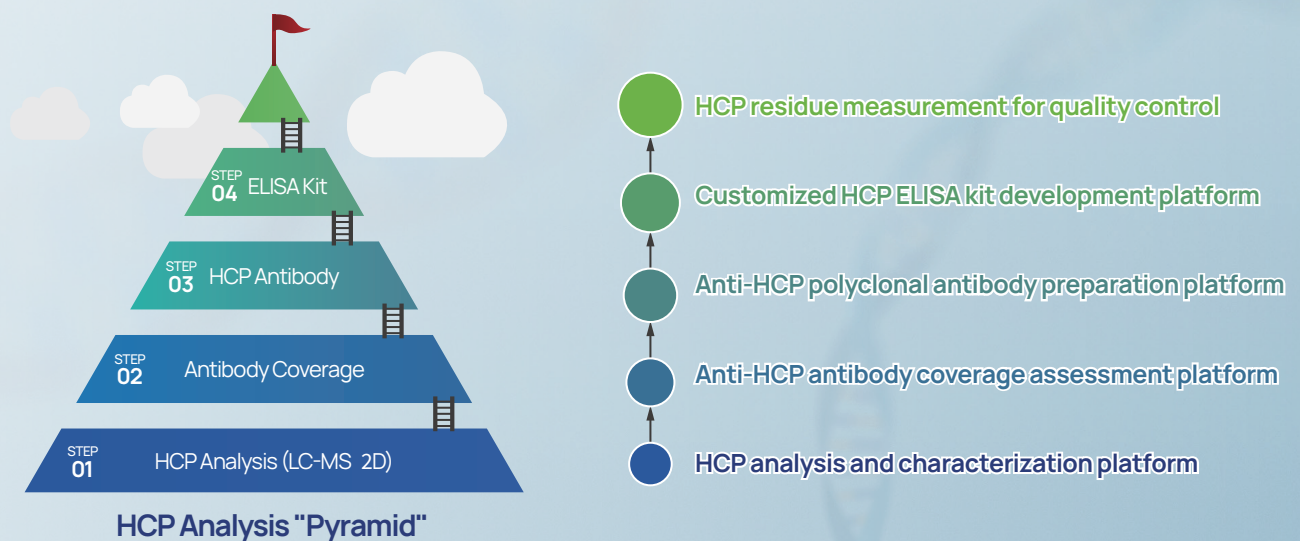 STEP
04 ELISA Kit
STEP
03 HCP Antibody
STEP
02 Antibody Coverage
STEP
01 HCP Analysis (LC-MS 2D)
HCP Analysis "Pyramid"
HCP residue measurement for quality control
Customized HCP ELISA kit development platform
Anti-HCP polyclonal antibody preparation platform
Anti-HCP antibody coverage assessment platform
HCP analysis and characterization platform